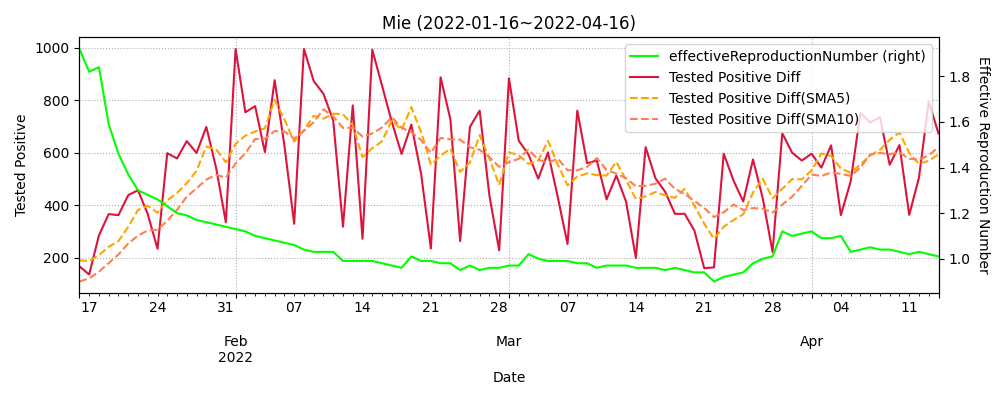 Mie (2022-01-16~2022-04-16)
1000
800
600
400
200
Tested Positive
effectiveReproductionNumber (right)
Tested Positive Diff
Tested Positive Diff(SMA5)
Tested Positive Diff(SMA10)
1.8
1.6
1.4
1.2
1.0
Effective Reproduction Number
17 24 31 07 14 21 28 07 14 21 28 04 11
Feb Mar Apr
2022
Date